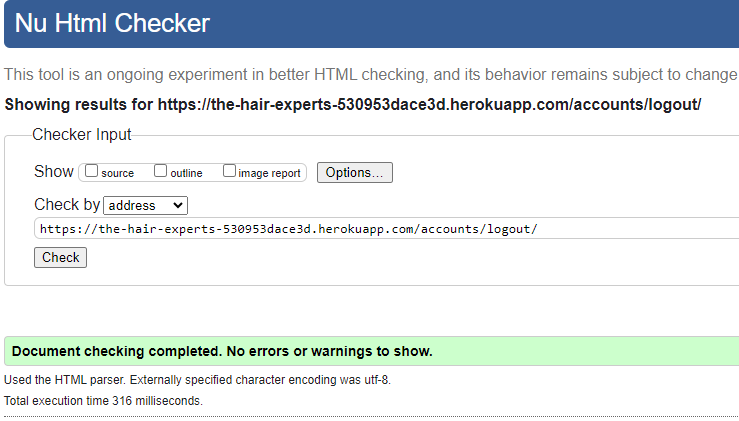 Nu Html Checker
This tool is an ongoing experiment in better HTML checking, and its behavior remains subject to change
Showing results for https://the-hair-experts-530953dace3d.herokuapp.com/accounts/logout/
Checker Input
Show source outline image report Options...
Check by address
https://the-hair-experts-530953dace3d.herokuapp.com/accounts/logout/
Check
Document checking completed. No errors or warnings to show.
Used the HTML parser. Externally specified character encoding was utf-8.
Total execution time 316 milliseconds.